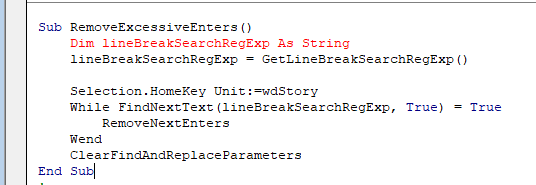 Sub RemoveExcessiveEnters()
    Dim lineBreakSearchRegExp As String
    lineBreakSearchRegExp = GetLineBreakSearchRegExp()

    Selection.HomeKey Unit:=wdStory
    While FindNextText(lineBreakSearchRegExp, True) = True
        RemoveNextEnters
    Wend
    ClearFindAndReplaceParameters
End Sub